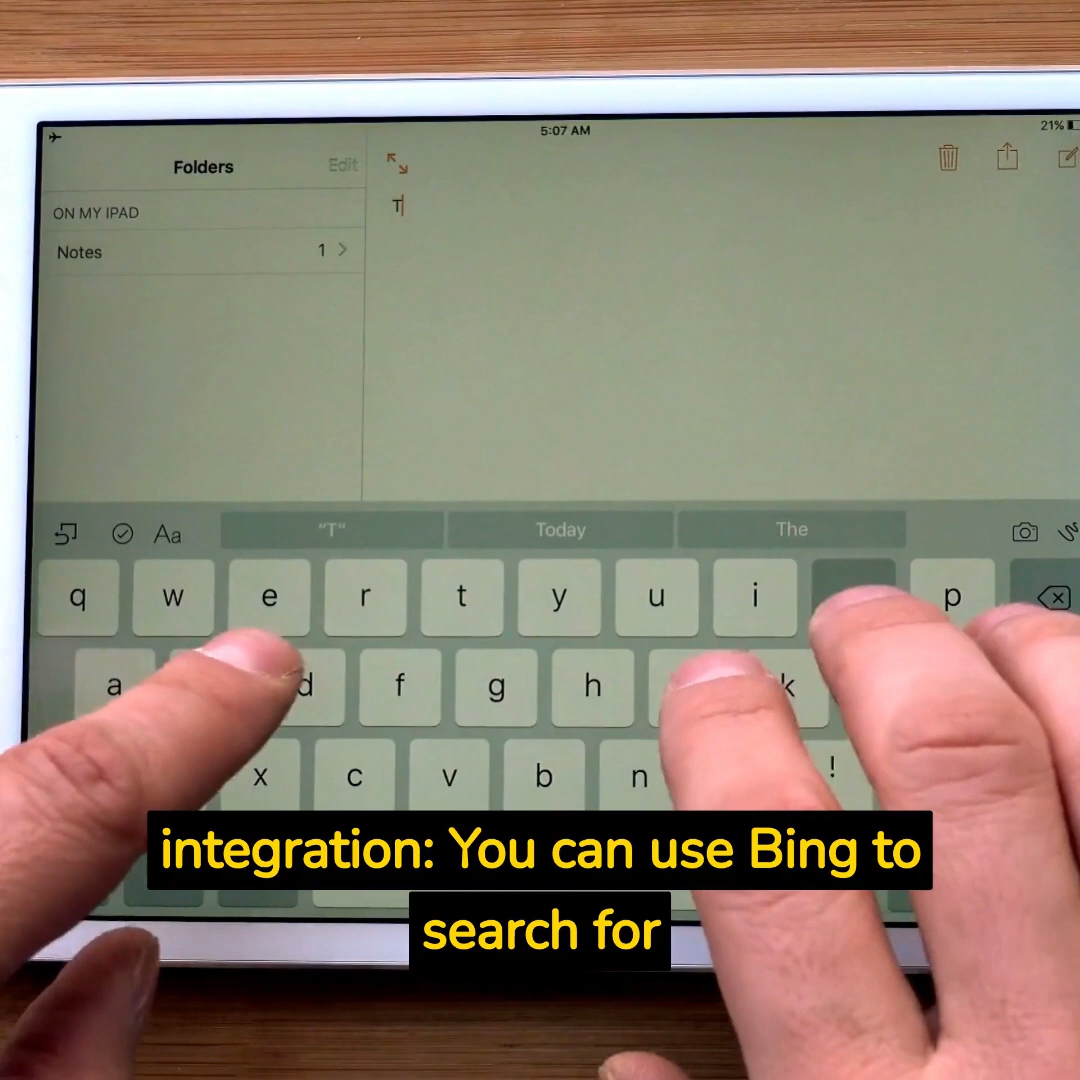 5:07 AM
21%
Folders
Edit
ON MY IPAD
Notes 1
T
Aa
"T"
Today
The
q w e r t y u i p
a d f g h k
x c v b n !
integration: You can use Bing to
search for